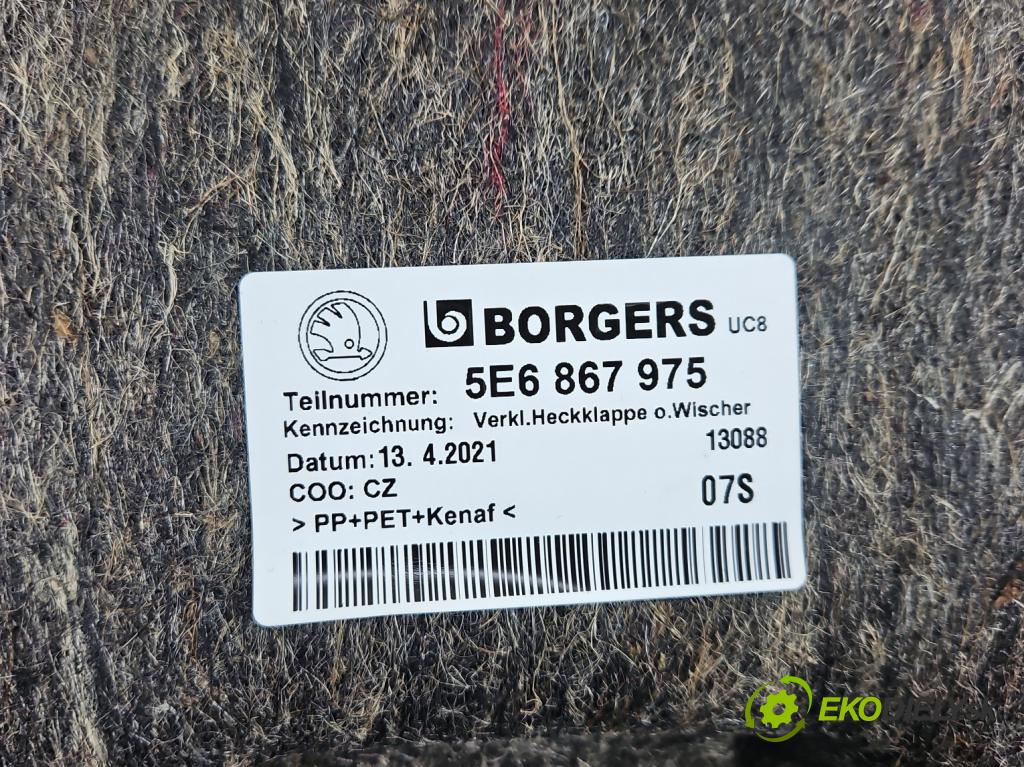 BORGERS UC8
Teilnummer: 5E6 867 975
Kennzeichnung: Verkl.Heckklappe o.Wischer
Datum: 13. 4.2021 13088
COO: CZ 07S
> PP+PET+Kenaf <
EKO